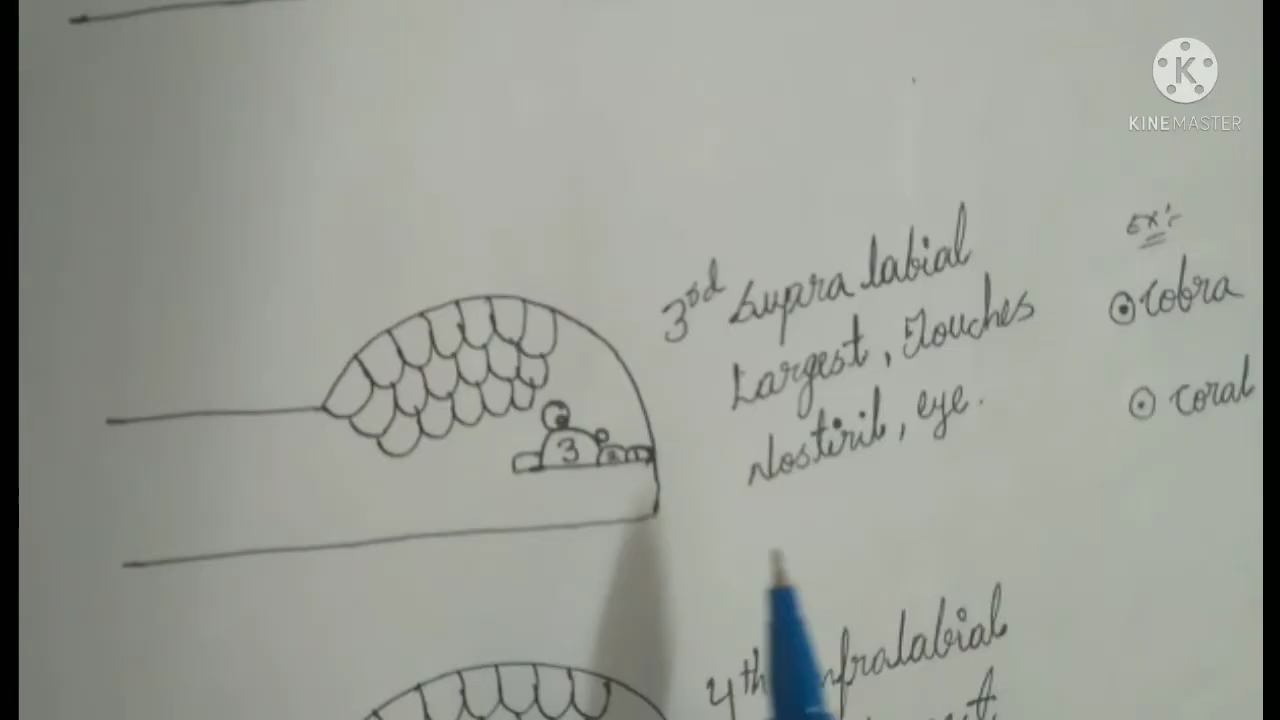 KINEMASTER
Ex:-
3rd Supra labial
Largest, Touches
Nostiril, eye.
⊙ Cobra
⊙ Coral
3
4th Infralabial